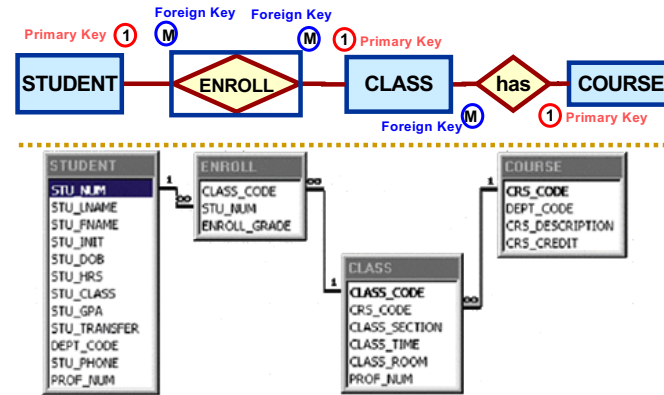 Foreign Key Foreign Key
Primary Key 1 M M 1 Primary Key
STUDENT ENROLL CLASS has COURSE
Foreign Key M 1 Primary Key
STUDENT
STU_NUM
STU_LNAME
STU_FNAME
STU_INIT
STU_DOB
STU_HRS
STU_CLASS
STU_GPA
STU_TRANSFER
DEPT_CODE
STU_PHONE
PROF_NUM
1
∞
ENROLL
CLASS_CODE
STU_NUM
ENROLL_GRADE
∞
1
CLASS
CLASS_CODE
CRS_CODE
CLASS_SECTION
CLASS_TIME
CLASS_ROOM
PROF_NUM
∞
1
COURSE
CRS_CODE
DEPT_CODE
CRS_DESCRIPTION
CRS_CREDIT